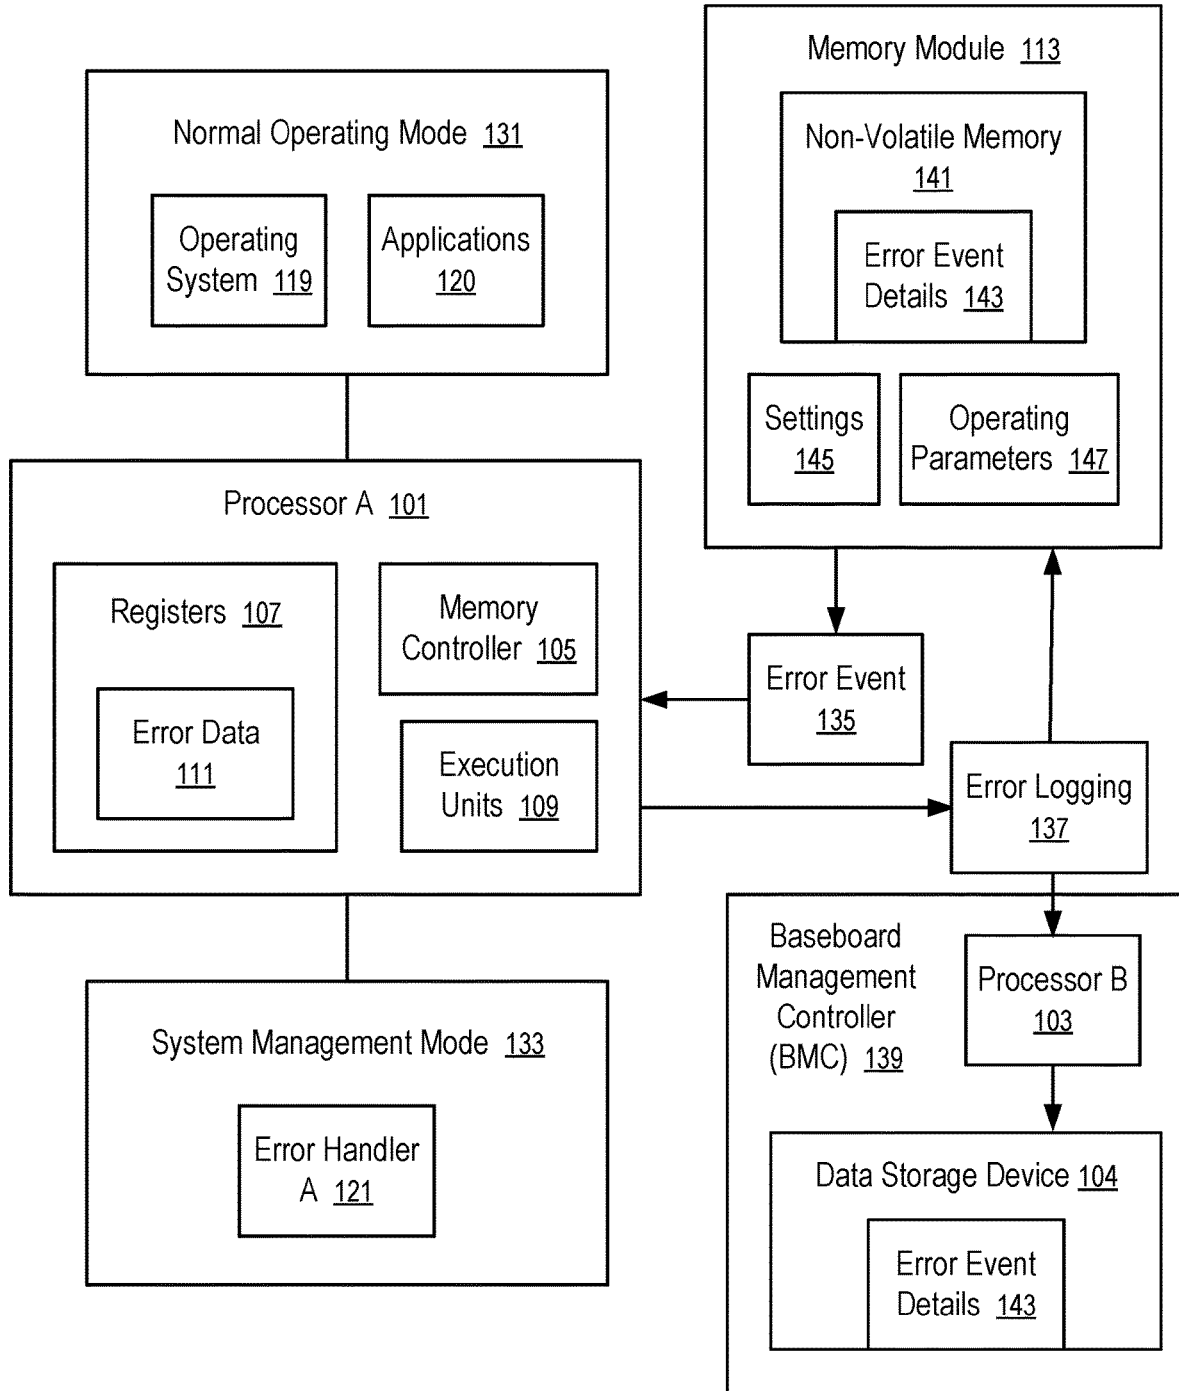 Normal Operating Mode 131
Operating
System 119
Applications
120
Memory Module 113
Non-Volatile Memory
141
Error Event
Details 143
Settings
145
Operating
Parameters 147
Processor A 101
Registers 107
Error Data
111
Memory
Controller 105
Execution
Units 109
Error Event
135
Error Logging
137
System Management Mode 133
Error Handler
A 121
Baseboard
Management
Controller
(BMC) 139
Processor B
103
Data Storage Device 104
Error Event
Details 143